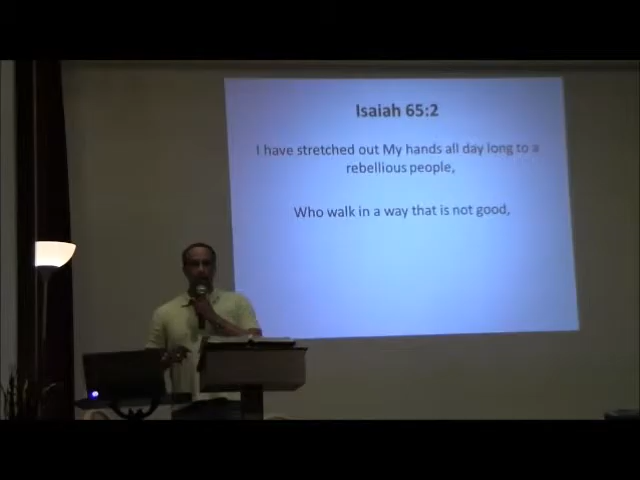 Isaiah 65:2
I have stretched out My hands all day long to a
rebellious people,
Who walk in a way that is not good,